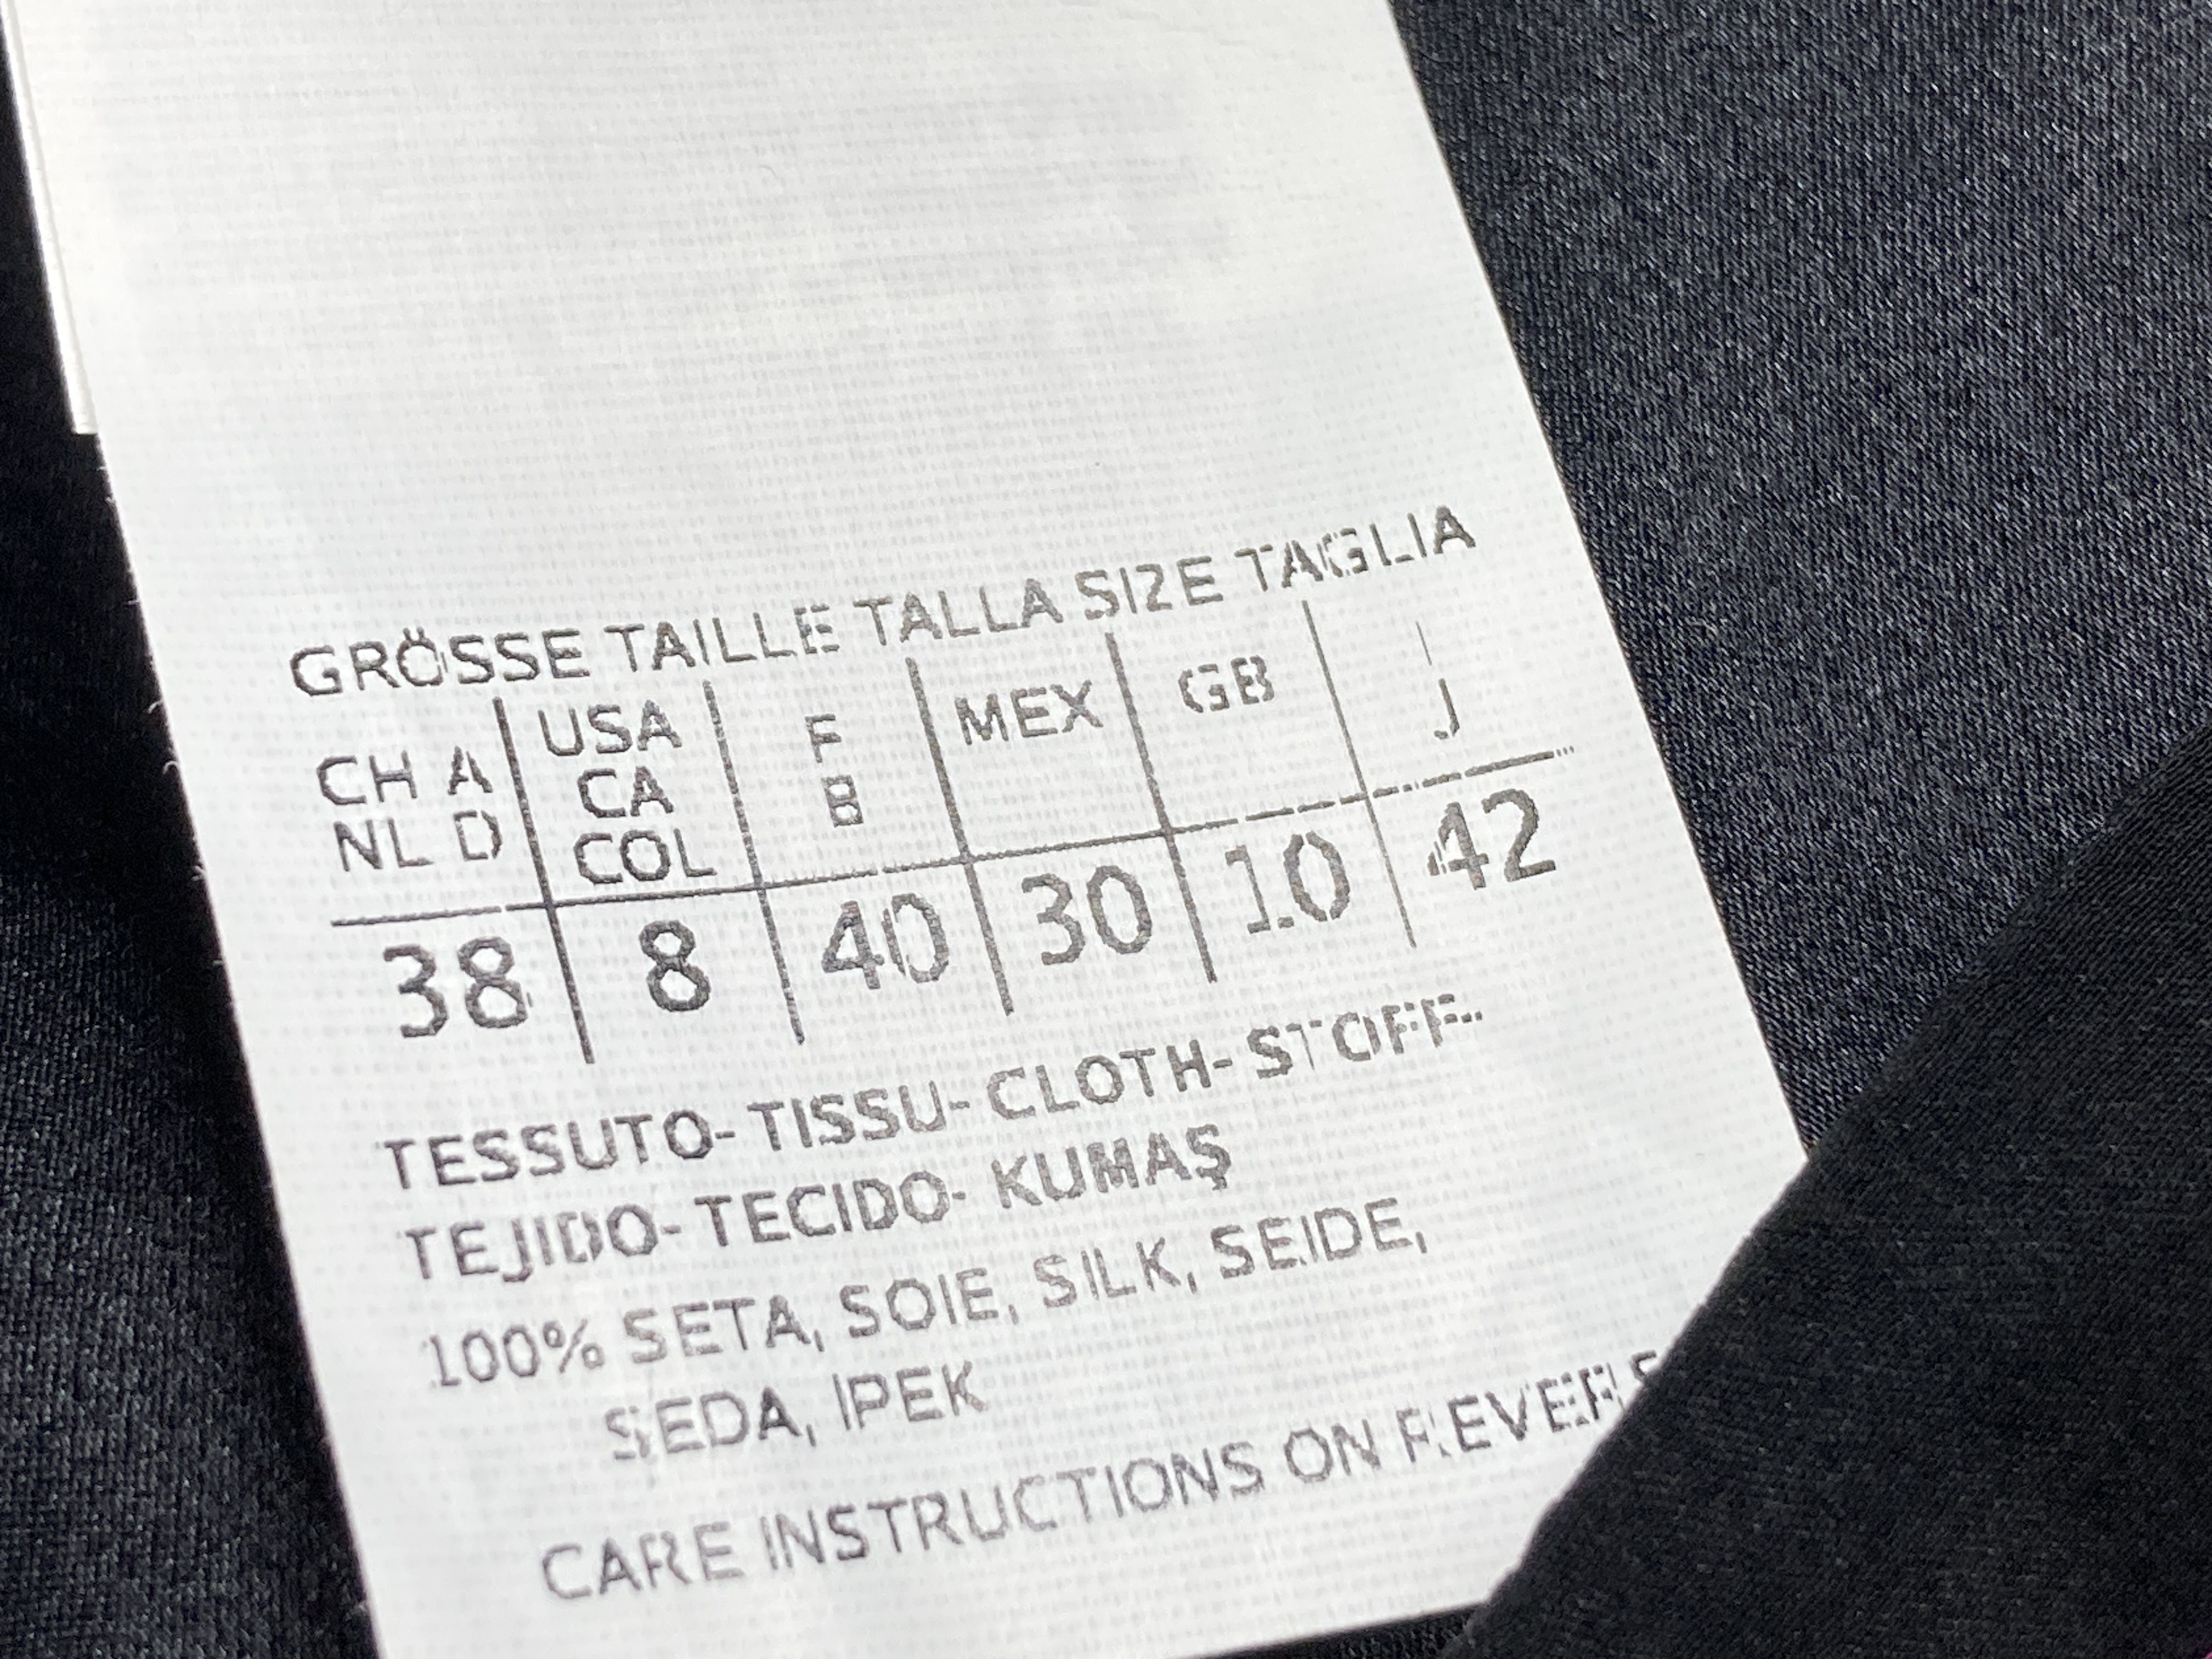 GRÖSSE TAILLE TALLA SIZE TAGLIA
CH A NL D USA CA COL F B MEX GB I J
38 8 40 30 10 42
TESSUTO- TISSU- CLOTH- STOFF-
TEJIDO- TECIDO- KUMAŞ
100% SETA, SOIE, SILK, SEIDE,
SEDA, IPEK
CARE INSTRUCTIONS ON REVERS